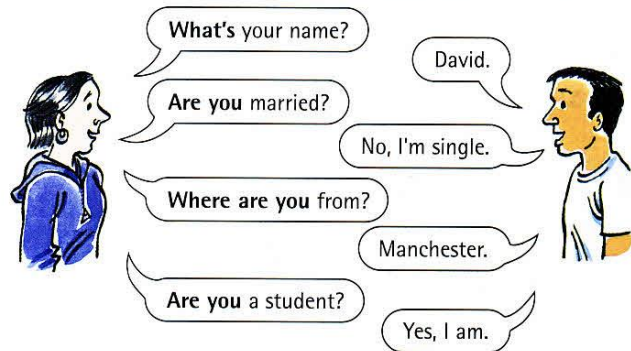 What's your name?
David.
Are you married?
No, I'm single.
Where are you from?
Manchester.
Are you a student?
Yes, I am.